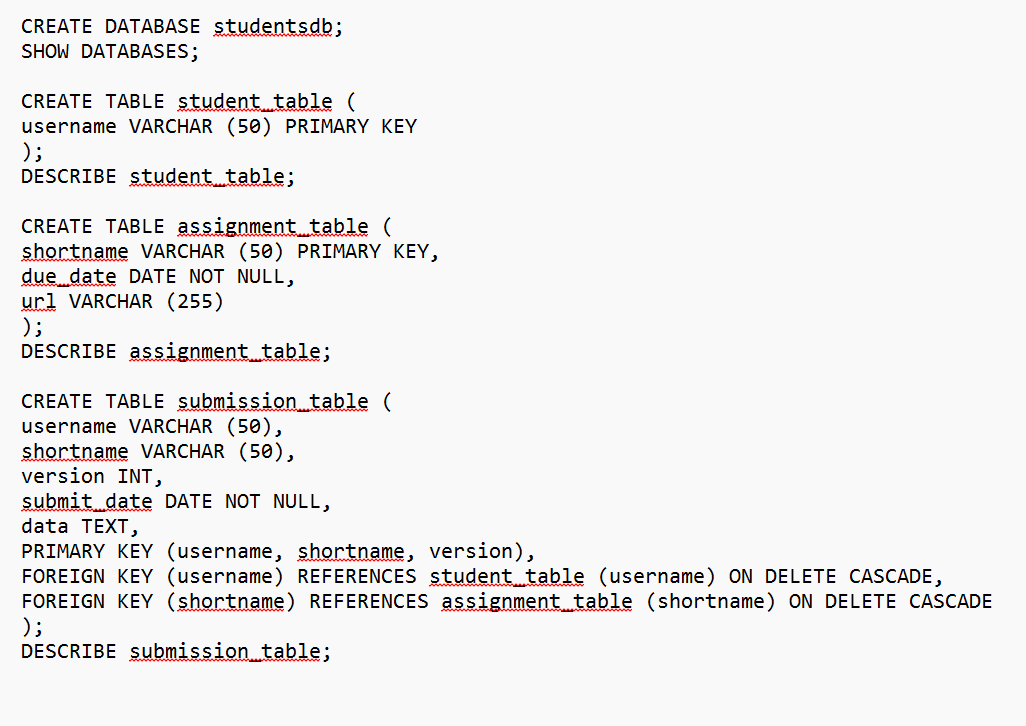 CREATE DATABASE studentsdb;
SHOW DATABASES;
CREATE TABLE student_table (
username VARCHAR (50) PRIMARY KEY
);
DESCRIBE student_table;
CREATE TABLE assignment_table (
shortname VARCHAR (50) PRIMARY KEY,
due_date DATE NOT NULL,
url VARCHAR (255)
);
DESCRIBE assignment_table;
CREATE TABLE submission_table (
username VARCHAR (50),
shortname VARCHAR (50),
version INT,
submit_date DATE NOT NULL,
data TEXT,
PRIMARY KEY (username, shortname, version),
FOREIGN KEY (username) REFERENCES student_table (username) ON DELETE CASCADE,
FOREIGN KEY (shortname) REFERENCES assignment_table (shortname) ON DELETE CASCADE
);
DESCRIBE submission_table;